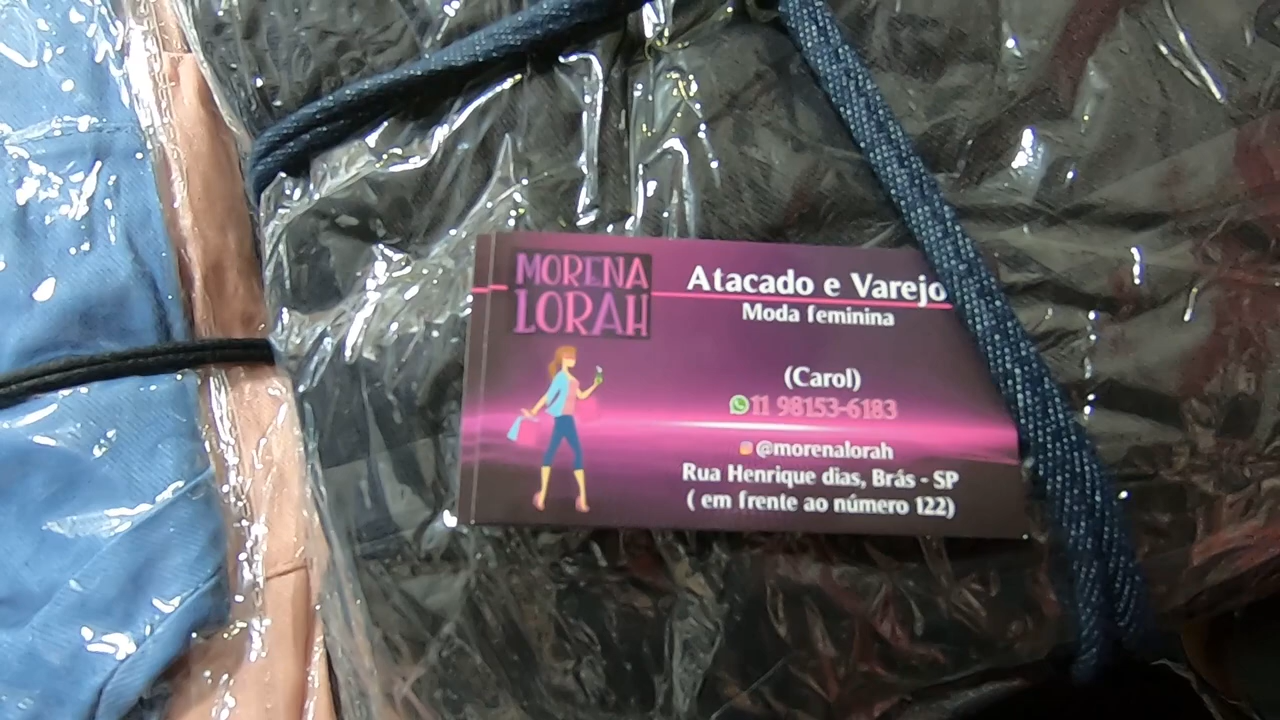 MORENA
LORAH
Atacado e Varejo
Moda feminina
(Carol)
11 98153-6183
@morenalorah
Rua Henrique dias, Brás - SP
( em frente ao número 122)